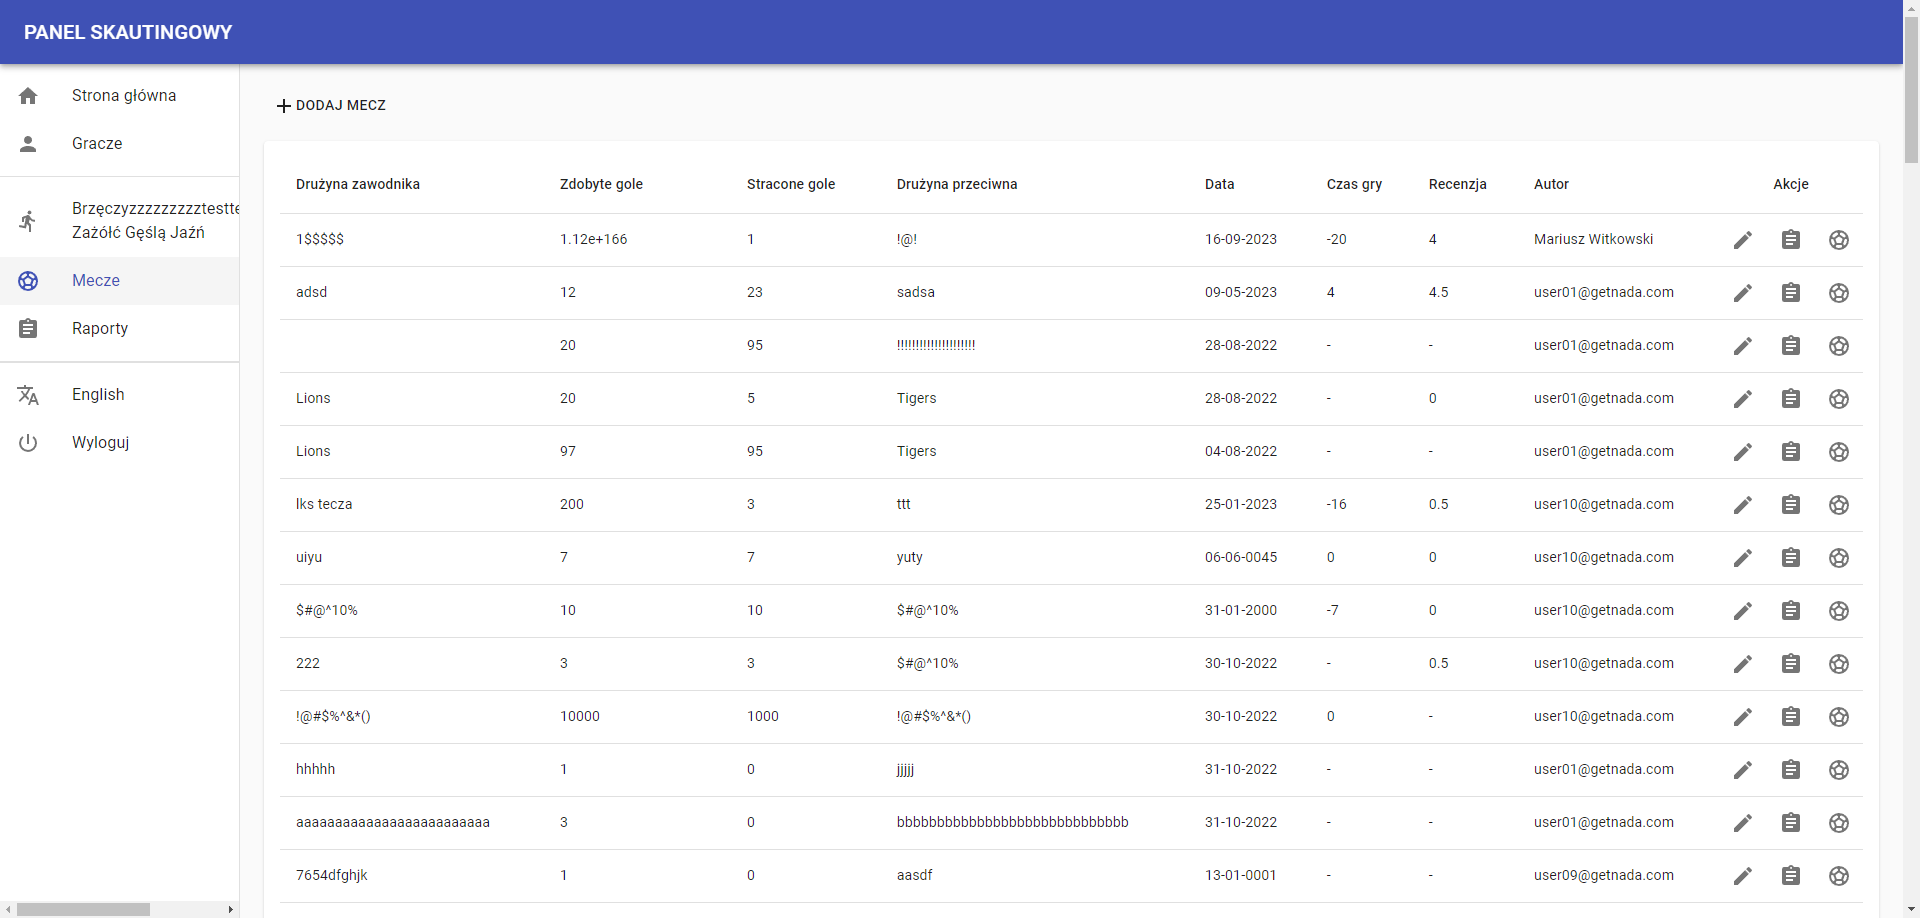 PANEL SKAUTINGOWY
Strona główna
Gracze
Brzęczyzzzzzzzzztestte
Zażółć Gęślą Jaźń
Mecze
Raporty
English
Wyloguj
DODAJ MECZ
Drużyna zawodnika Zdobyte gole Stracone gole Drużyna przeciwna Data Czas gry Recenzja Autor Akcje
1$$$$$ 1.12e+166 1 !@! 16-09-2023 -20 4 Mariusz Witkowski
adsd 12 23 sadsa 09-05-2023 4 4.5 user01@getnada.com
20 95 !!!!!!!!!!!!!!!!!!!!! 28-08-2022 - - user01@getnada.com
Lions 20 5 Tigers 28-08-2022 - 0 user01@getnada.com
Lions 97 95 Tigers 04-08-2022 - - user01@getnada.com
lks tecza 200 3 ttt 25-01-2023 -16 0.5 user10@getnada.com
uiyu 7 7 yuty 06-06-0045 0 0 user10@getnada.com
$#@^10% 10 10 $#@^10% 31-01-2000 -7 0 user10@getnada.com
222 3 3 $#@^10% 30-10-2022 - 0.5 user10@getnada.com
!@#$%^&*() 10000 1000 !@#$%^&*() 30-10-2022 0 - user10@getnada.com
hhhhh 1 0 jjjjj 31-10-2022 - - user01@getnada.com
aaaaaaaaaaaaaaaaaaaaaaaaa 3 0 bbbbbbbbbbbbbbbbbbbbbbbbbbbbb 31-10-2022 - - user01@getnada.com
7654dfghjk 1 0 aasdf 13-01-0001 - - user09@getnada.com